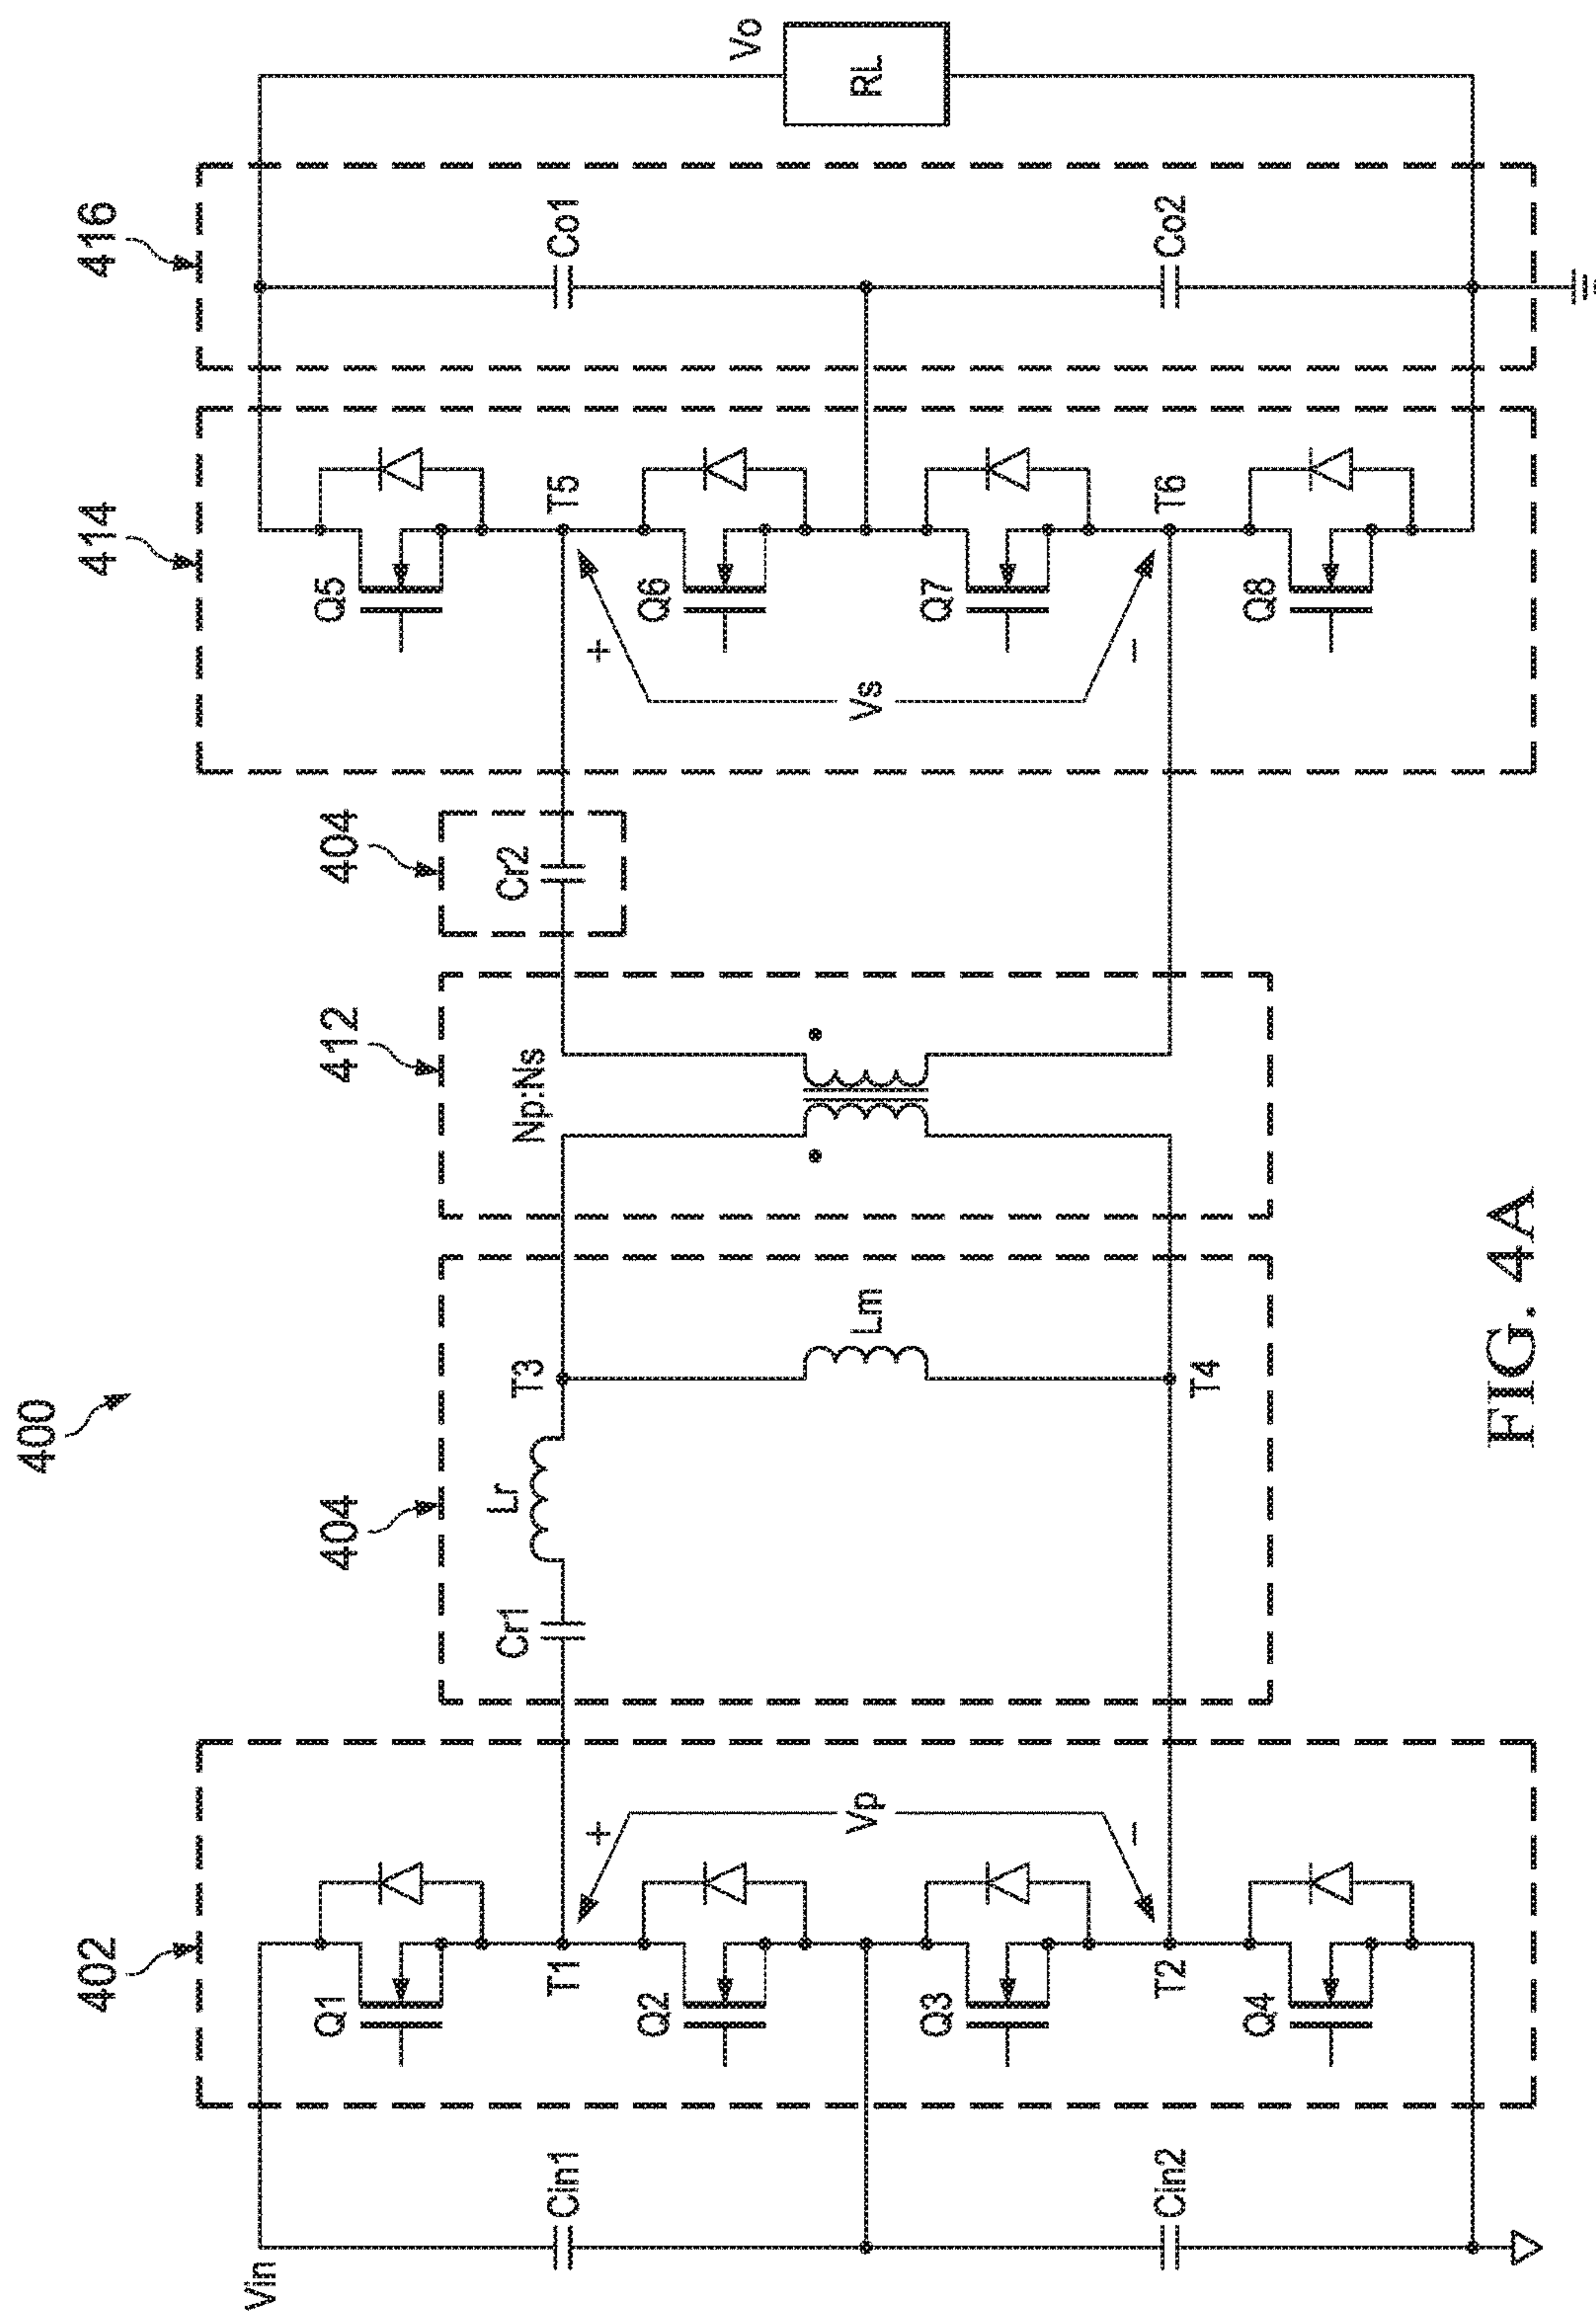 400
402
404
412
404
414
416
Vin
Cin1
Cin2
Q1
T1
Q2
Q3
T2
Q4
+
Vp
−
Cr1
Lr
T3
Lm
T4
Np:Ns
Cr2
+
Vs
−
Q5
T5
Q6
Q7
T6
Q8
Co1
Co2
Vo
RL
FIG. 4A